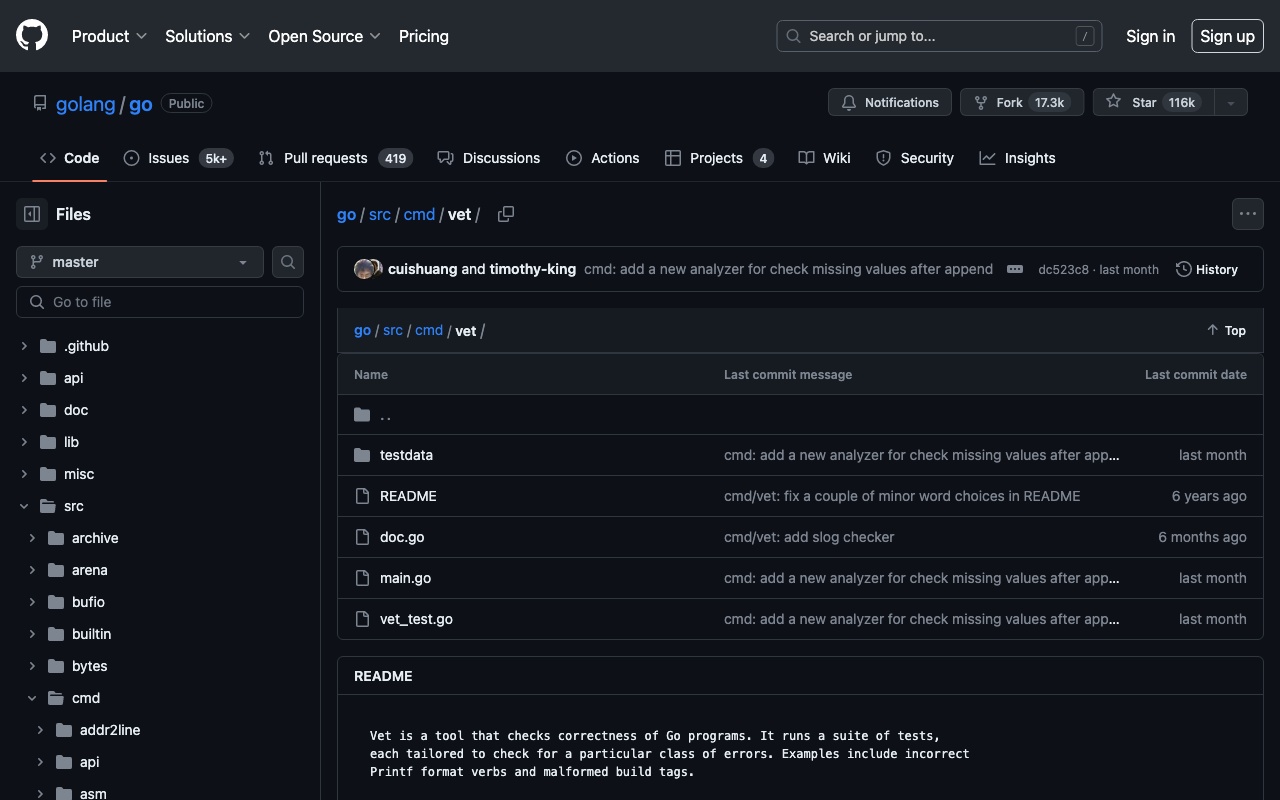 Product Solutions Open Source Pricing Search or jump to... / Sign in Sign up
golang / go Public Notifications Fork 17.3k Star 116k
Code Issues 5k+ Pull requests 419 Discussions Actions Projects 4 Wiki Security Insights
Files
master
Go to file
.github
api
doc
lib
misc
src
archive
arena
bufio
builtin
bytes
cmd
addr2line
api
asm
go / src / cmd / vet /
cuishuang and timothy-king cmd: add a new analyzer for check missing values after append dc523c8 · last month History
go / src / cmd / vet / Top
Name Last commit message Last commit date
. .
testdata cmd: add a new analyzer for check missing values after app... last month
README cmd/vet: fix a couple of minor word choices in README 6 years ago
doc.go cmd/vet: add slog checker 6 months ago
main.go cmd: add a new analyzer for check missing values after app... last month
vet_test.go cmd: add a new analyzer for check missing values after app... last month
README
Vet is a tool that checks correctness of Go programs. It runs a suite of tests,
each tailored to check for a particular class of errors. Examples include incorrect
Printf format verbs and malformed build tags.